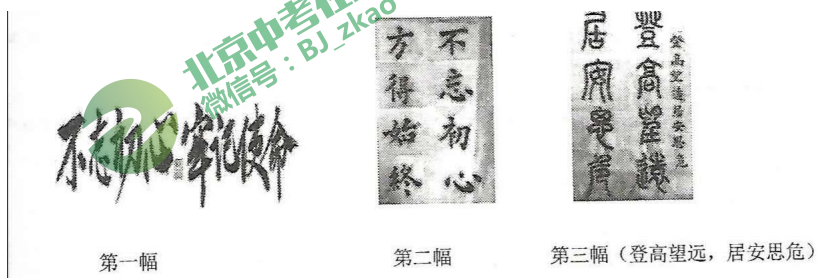 北京中考在
微信号：BJ_zkao
不忘初心 牢记使命
不忘初心
方得始终
登高望远居安思危
登高望远
居安思危
第一幅
第二幅
第三幅（登高望远，居安思危）